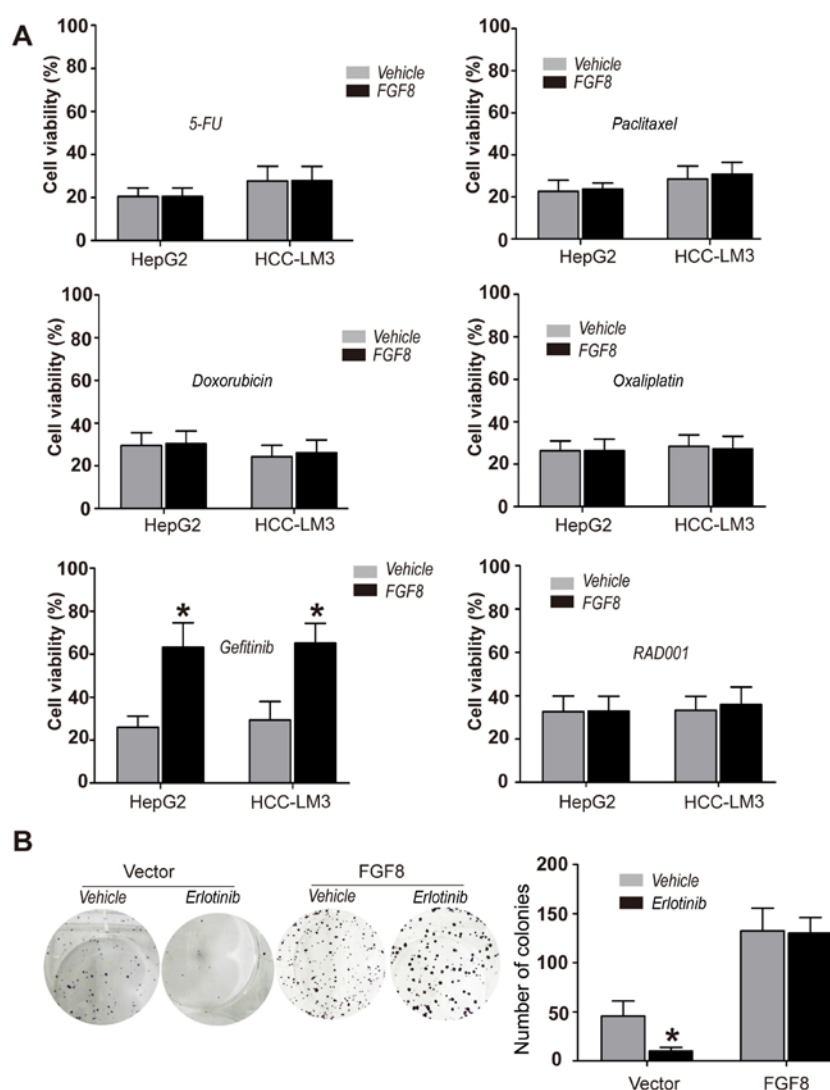 A
Cell viability (%)
100
80
60
40
20
0
5-FU
Vehicle
FGF8
HepG2
HCC-LM3
Cell viability (%)
100
80
60
40
20
0
Vehicle
FGF8
Paclitaxel
HepG2
HCC-LM3
Cell viability (%)
100
80
60
40
20
0
Doxorubicin
Vehicle
FGF8
HepG2
HCC-LM3
Cell viability (%)
100
80
60
40
20
0
Vehicle
FGF8
Oxaliplatin
HepG2
HCC-LM3
Cell viability (%)
100
80
60
40
20
0
*
Gefitinib
*
Vehicle
FGF8
HepG2
HCC-LM3
Cell viability (%)
100
80
60
40
20
0
Vehicle
FGF8
RAD001
HepG2
HCC-LM3
B
Vector
FGF8
Vehicle
Erlotinib
Vehicle
Erlotinib
Number of colonies
200
150
100
50
0
Vehicle
Erlotinib
*
Vector
FGF8